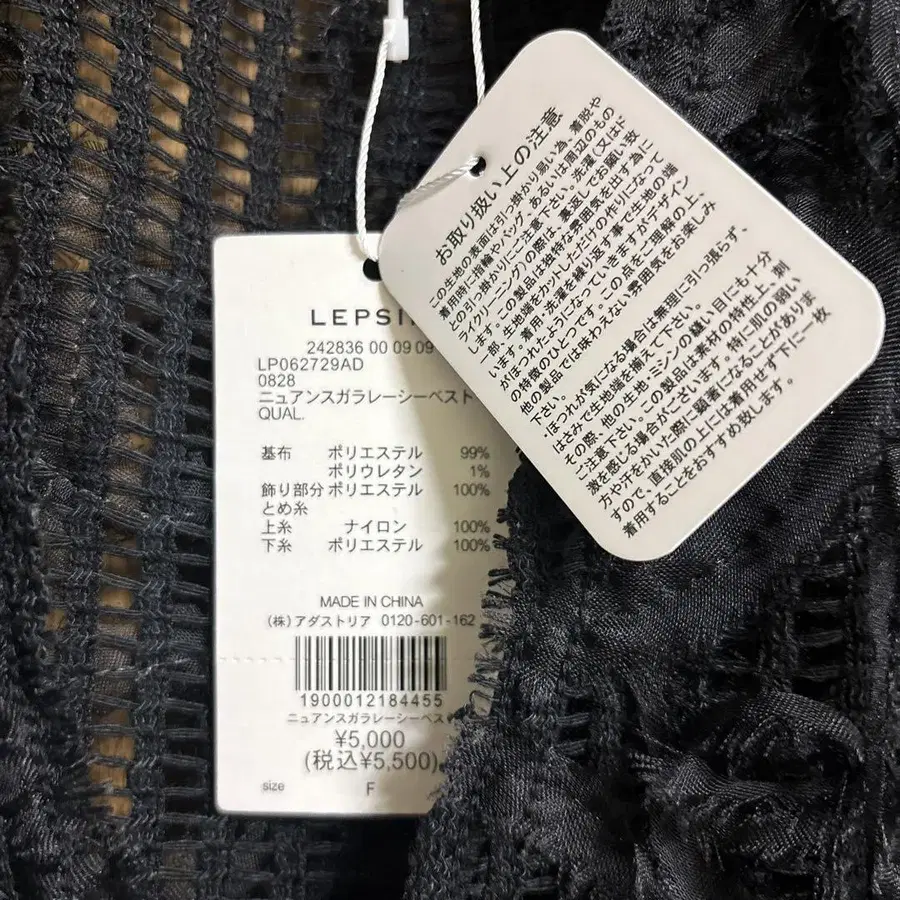 LEPSI
242836 00 09 09
LP062729AD
0828
ニュアンスガラレーシーベスト
QUAL.
基布 ポリエステル 99%
ポリウレタン 1%
飾り部分 ポリエステル 100%
とめ糸
上糸 ナイロン 100%
下糸 ポリエステル 100%
MADE IN CHINA
(株)アダストリア 0120-601-162
1900012184455
ニュアンスガラレーシーベス
¥5,000
(税込¥5,500)
size F
お取り扱い上の注意
この生地の表面は引っ掛かり易い為、着脱や
着用時に指輪やバッグ、あるいは周辺のもの
との引っ掛かりにご注意下さい。洗濯(又はド
ライクリーニング)の際は、裏返してお願い致
します。この製品は独特な雰囲気を出す為に
一部、生地端をカットしただけの作りになって
います。着用・洗濯を繰り返す事で生地の端
がほつれたようになっていきますがデザイン
の特徴のひとつです。この点をご理解の上、
他の製品では味わえない雰囲気をお楽しみ
下さい。
・ほつれが気になる場合は無理に引っ張らず、
はさみで生地端を揃えて下さい。
その際、他の生地・ミシンの縫い目にも十分
ご注意下さい。この製品は素材の特性上、刺
激を感じる場合がございます。特に肌の弱い
方や汗をかいた際に顕著になることがありま
すので、直接肌の上には着用せず下に一枚
着用することをおすすめ致します。